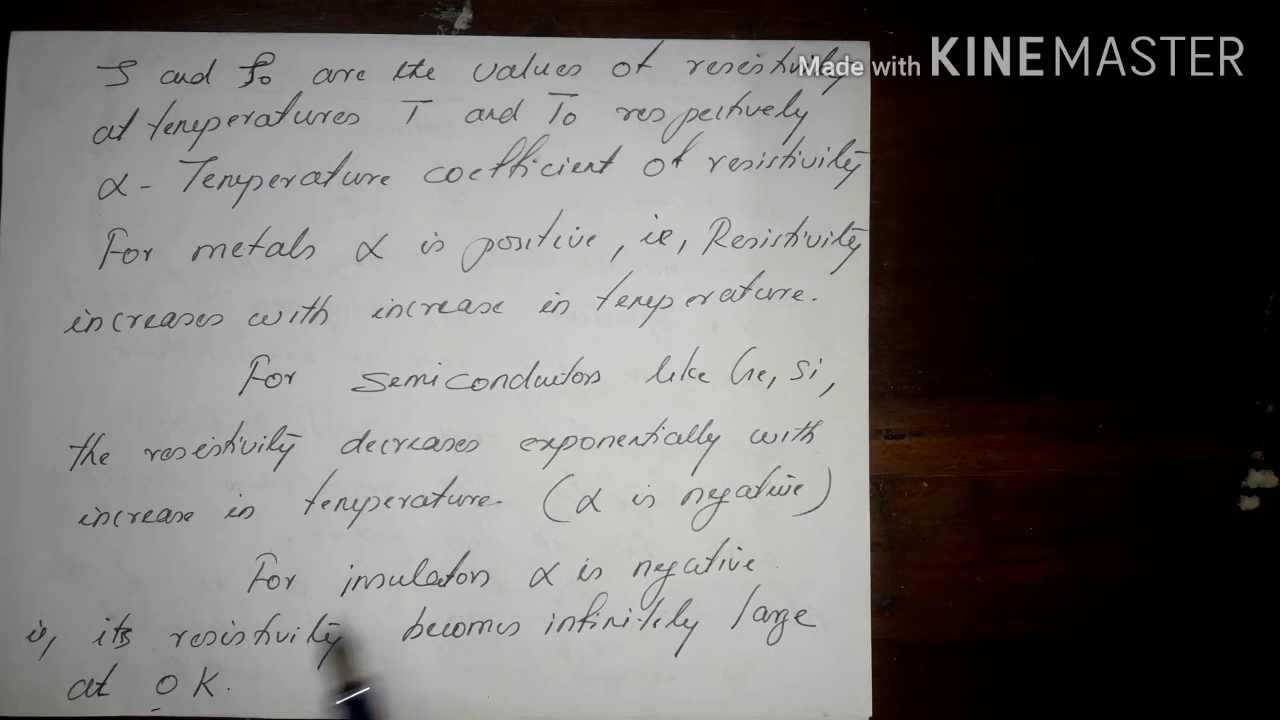 ρ and ρ₀ are the values of resistivity
at temperatures T and T₀ respectively
α - Temperature coefficient of resistivity
For metals α is positive, ie, Resistivity
increases with increase in temperature.
For semiconductors like Ge, Si,
the resistivity decreases exponentially with
increase in temperature. (α is negative)
For insulators α is negative
ie, its resistivity becomes infinitely large
at 0 K.
Made with KINEMASTER